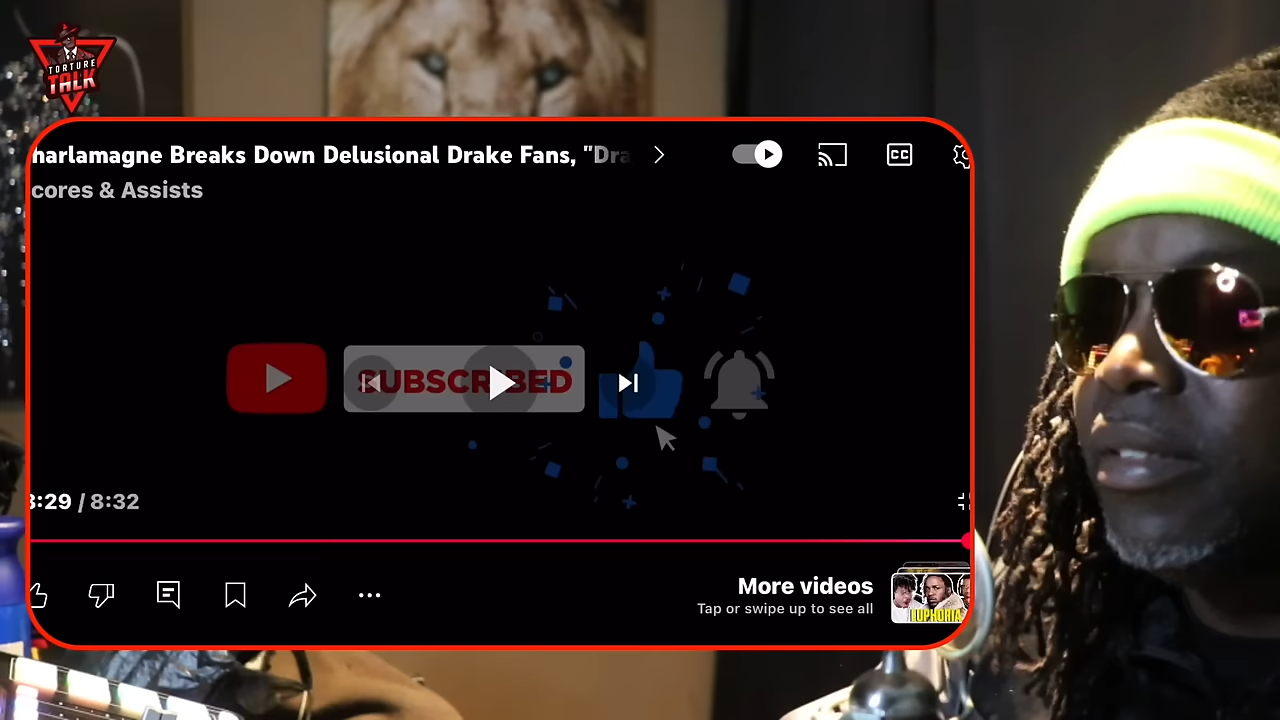 TORTURE
TALK
harlamagne Breaks Down Delusional Drake Fans, "Dra
CC
cores & Assists
SUBSCRIBED
3:29 / 8:32
More videos
Tap or swipe up to see all
EUPHORIA